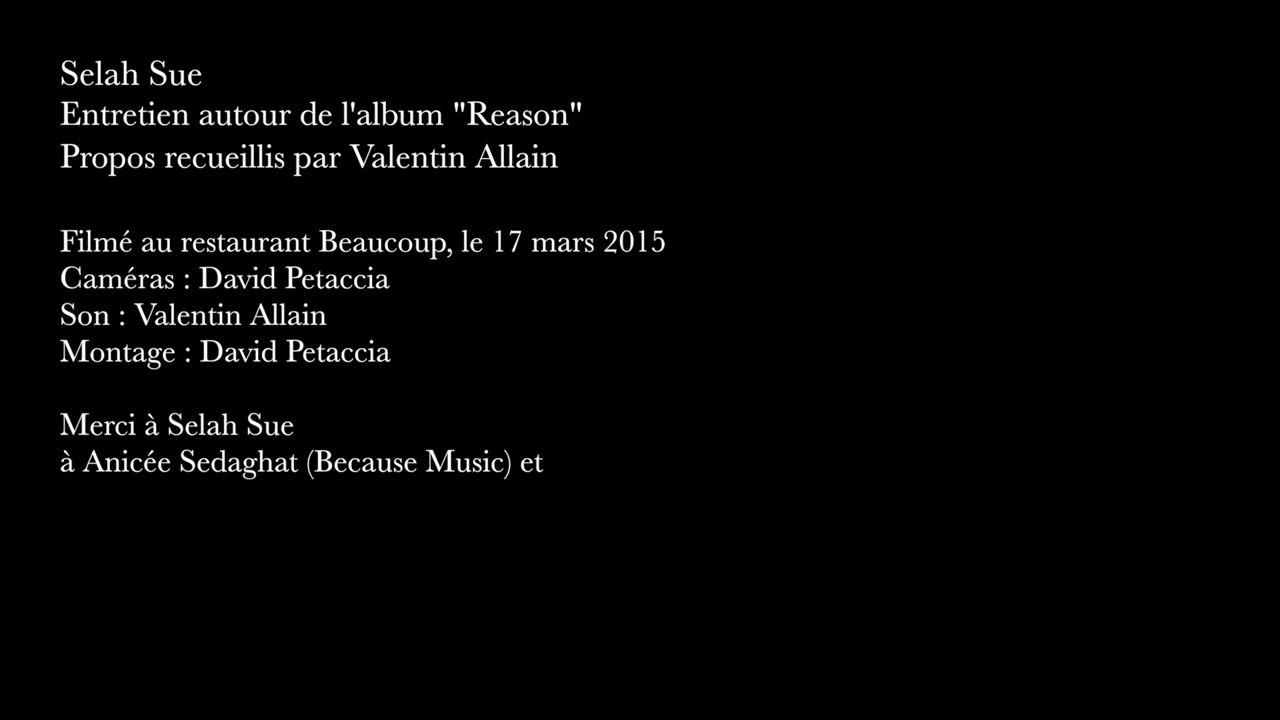 Selah Sue
Entretien autour de l'album "Reason"
Propos recueillis par Valentin Allain
Filmé au restaurant Beaucoup, le 17 mars 2015
Caméras : David Petaccia
Son : Valentin Allain
Montage : David Petaccia
Merci à Selah Sue
à Anicée Sedaghat (Because Music) et